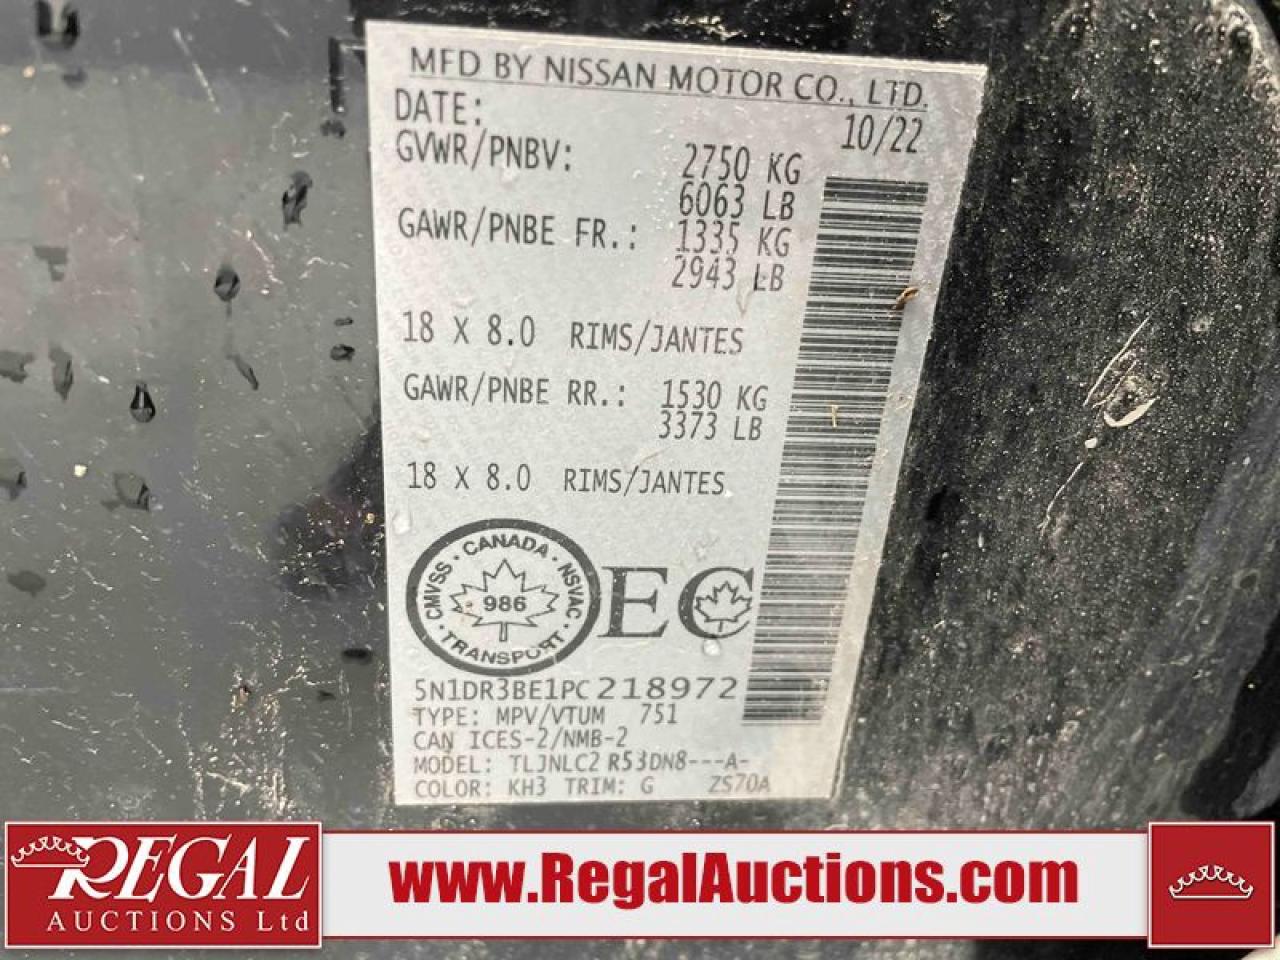 MFD BY NISSAN MOTOR CO., LTD.
DATE: 10/22
GVWR/PNBV: 2750 KG
6063 LB
GAWR/PNBE FR.: 1335 KG
2943 LB
18 X 8.0 RIMS/JANTES
GAWR/PNBE RR.: 1530 KG
3373 LB
18 X 8.0 RIMS/JANTES
CMVSS · CANADA · NSVAC · TRANSPORT ·
986
EC
5N1DR3BE1PC218972
TYPE: MPV/VTUM 751
CAN ICES-2/NMB-2
MODEL: TLJNLC2 R53DN8---A-
COLOR: KH3 TRIM: G ZS70A
REGAL
AUCTIONS Ltd
www.RegalAuctions.com